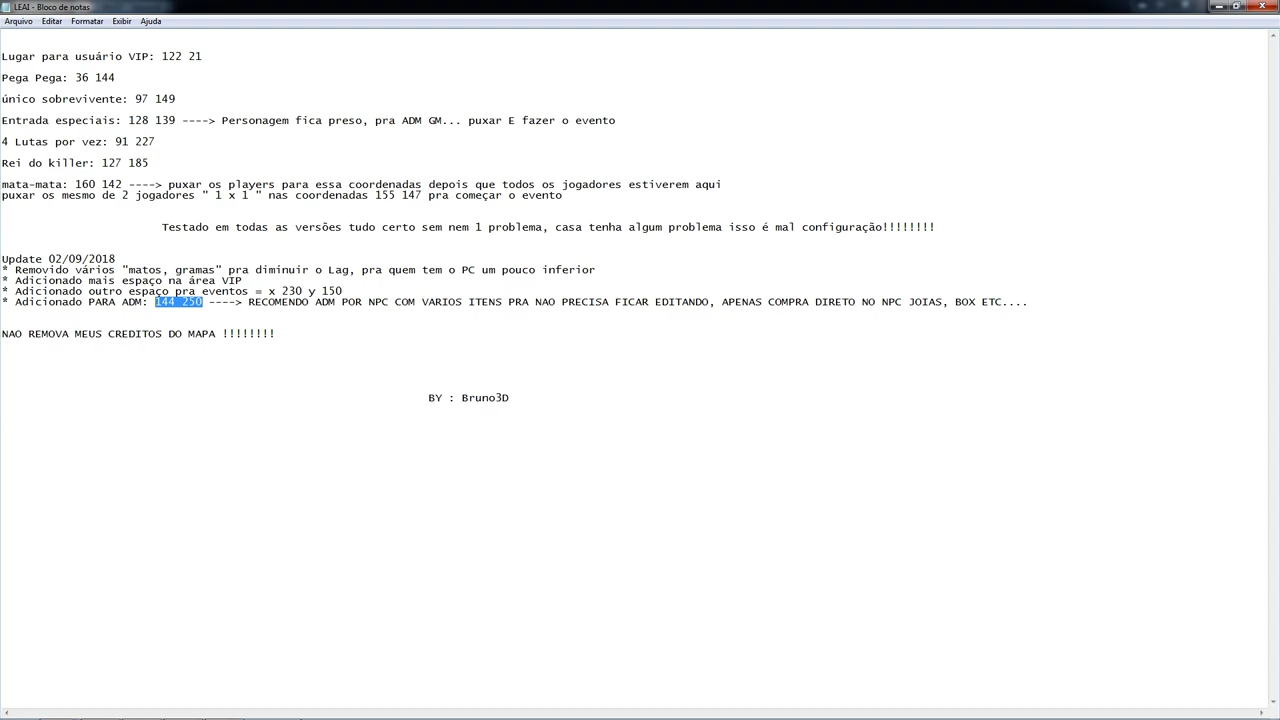 LEAI - Bloco de notas
Arquivo Editar Formatar Exibir Ajuda
Lugar para usuário VIP: 122 21
Pega Pega: 36 144
único sobrevivente: 97 149
Entrada especiais: 128 139 ----> Personagem fica preso, pra ADM GM... puxar E fazer o evento
4 Lutas por vez: 91 227
Rei do killer: 127 185
mata-mata: 160 142 ----> puxar os players para essa coordenadas depois que todos os jogadores estiverem aqui
puxar os mesmo de 2 jogadores " 1 x 1 " nas coordenadas 155 147 pra começar o evento
Testado em todas as versões tudo certo sem nem 1 problema, casa tenha algum problema isso é mal configuração!!!!!!!!
Update 02/09/2018
* Removido vários "matos, gramas" pra diminuir o Lag, pra quem tem o PC um pouco inferior
* Adicionado mais espaço na área VIP
* Adicionado outro espaço pra eventos = x 230 y 150
* Adicionado PARA ADM: 144 250 ----> RECOMENDO ADM POR NPC COM VARIOS ITENS PRA NAO PRECISA FICAR EDITANDO, APENAS COMPRA DIRETO NO NPC JOIAS, BOX ETC....
NAO REMOVA MEUS CREDITOS DO MAPA !!!!!!!!
BY : Bruno3D